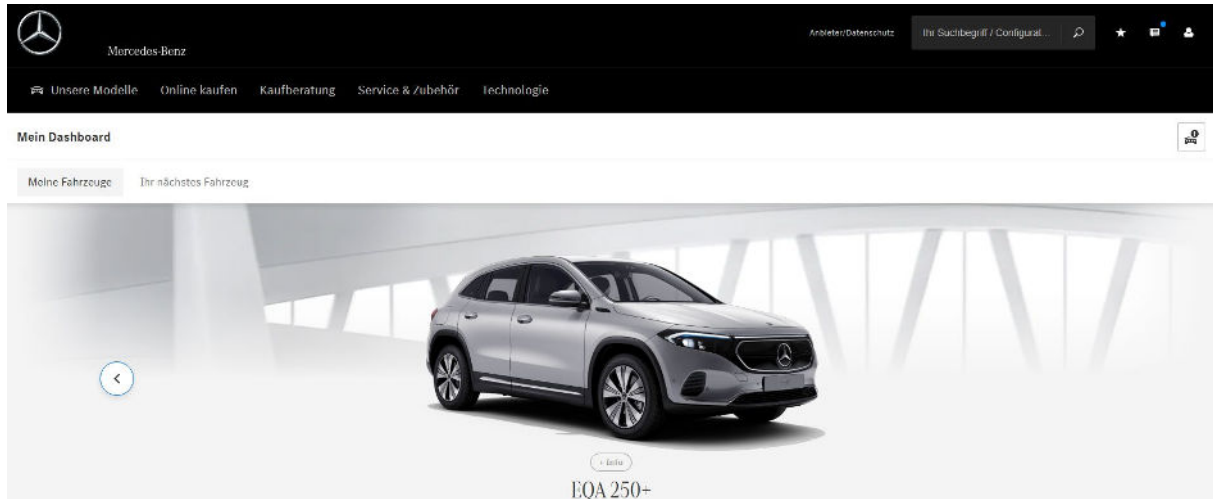 Mercedes-Benz
Anbieter/Datenschutz
Ihr Suchbegriff / Configurat...
Unsere Modelle Online kaufen Kaufberatung Service & Zubehör Technologie
Mein Dashboard
Meine Fahrzeuge Ihr nächstes Fahrzeug
+ Info
EQA 250+